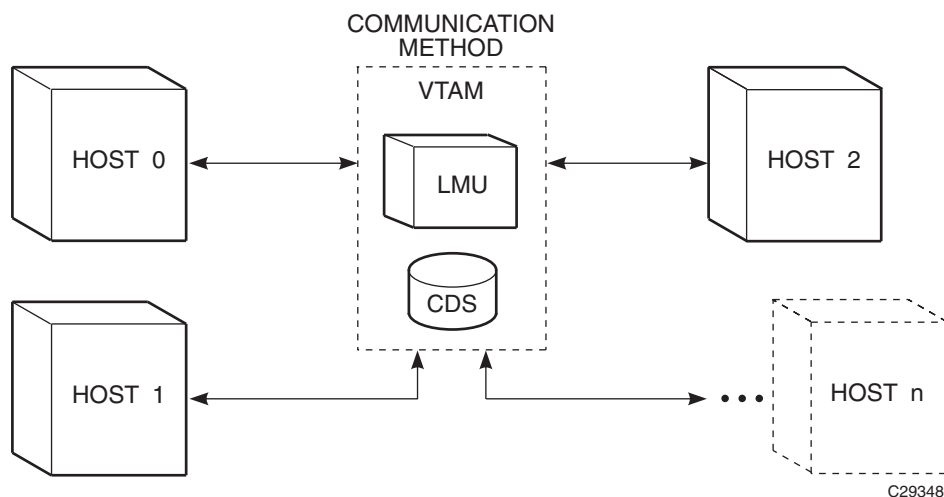 COMMUNICATION
METHOD
VTAM
HOST 0
LMU
HOST 2
CDS
HOST 1
• • •
HOST n
C29348